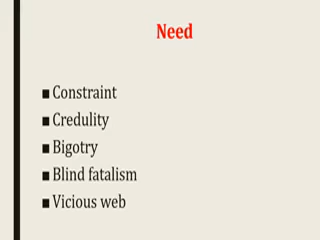 Need
Constraint
Credulity
Bigotry
Blind fatalism
Vicious web